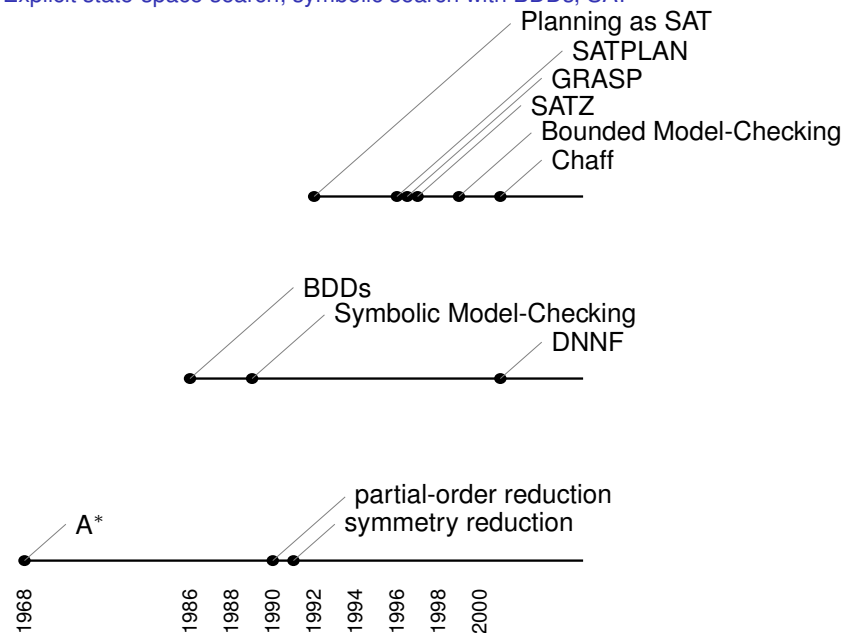 Explicit state-space search, symbolic search with BDDs, SAT
Planning as SAT
SATPLAN
GRASP
SATZ
Bounded Model-Checking
Chaff
BDDs
Symbolic Model-Checking
DNNF
partial-order reduction
A* symmetry reduction
1968 1986 1988 1990 1992 1994 1996 1998 2000